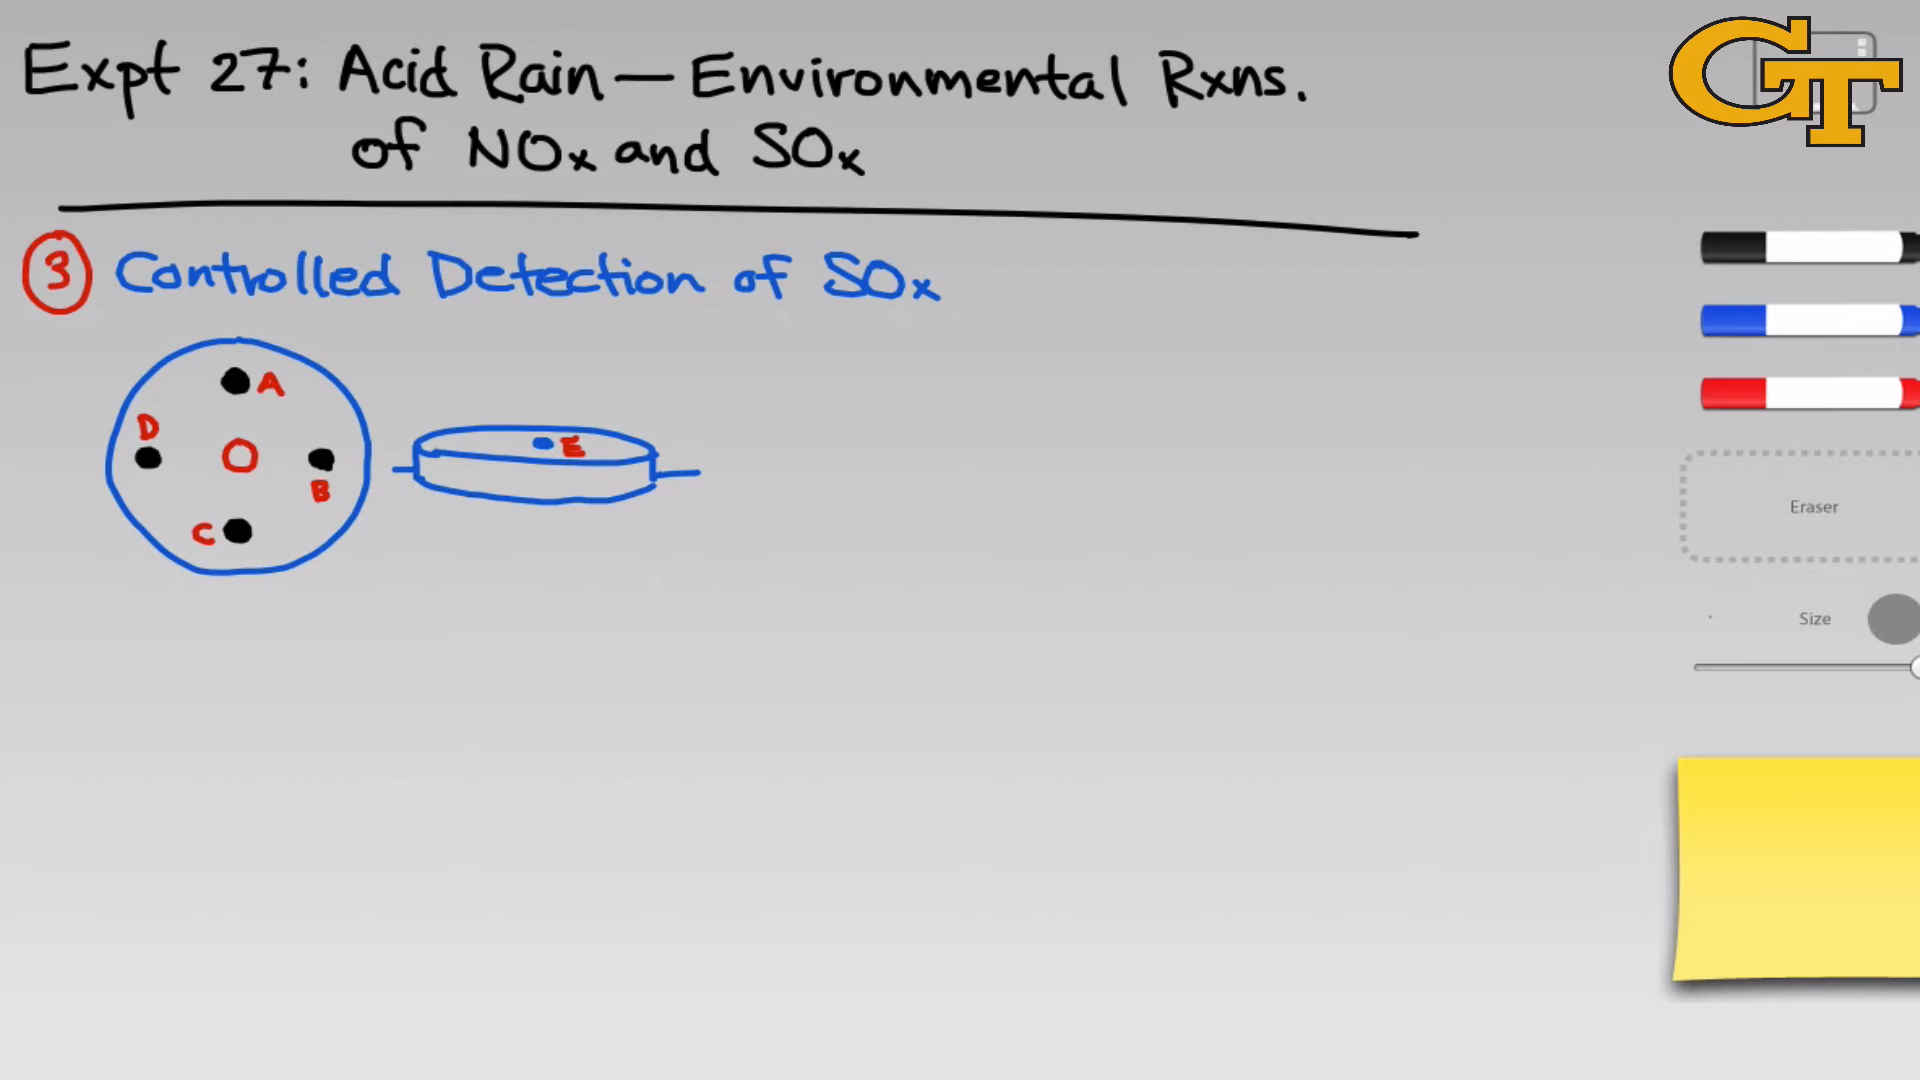 Expt 27: Acid Rain — Environmental Rxns.
of NOx and SOx
GT
3 Controlled Detection of SOx
A
D
B
C
E
Eraser
Size